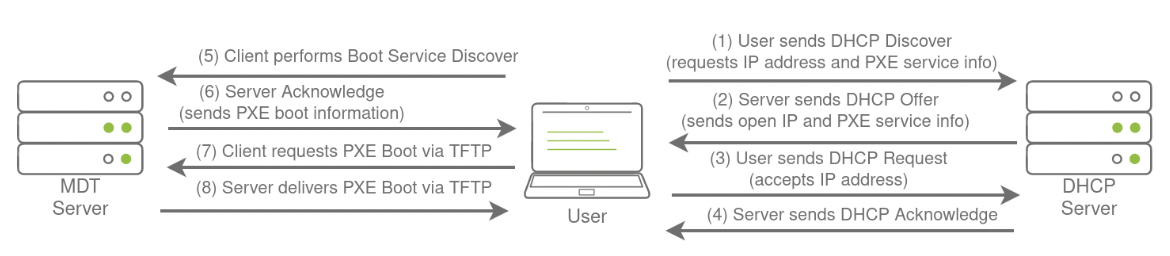 (5) Client performs Boot Service Discover
(6) Server Acknowledge
(sends PXE boot information)
(7) Client requests PXE Boot via TFTP
(8) Server delivers PXE Boot via TFTP
MDT
Server
User
(1) User sends DHCP Discover
(requests IP address and PXE service info)
(2) Server sends DHCP Offer
(sends open IP and PXE service info)
(3) User sends DHCP Request
(accepts IP address)
(4) Server sends DHCP Acknowledge
DHCP
Server